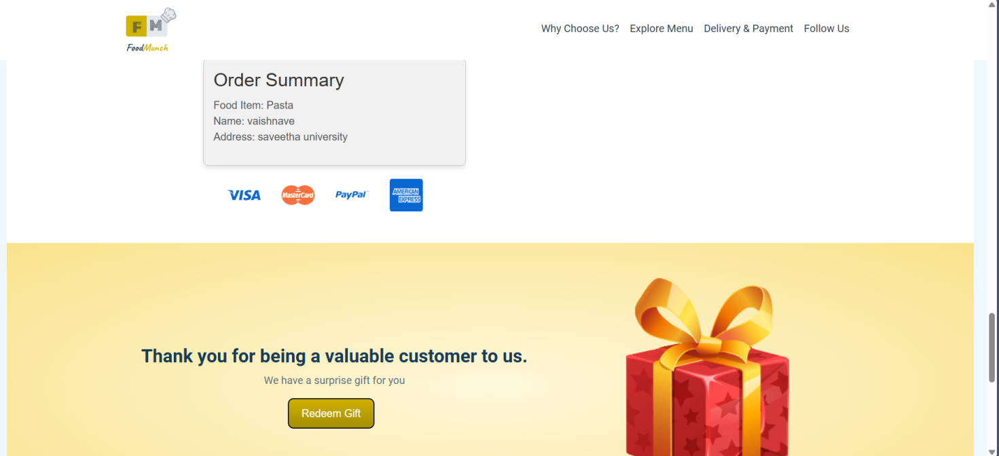 F M
FoodMunch
Why Choose Us? Explore Menu Delivery & Payment Follow Us
Order Summary
Food Item: Pasta
Name: vaishnave
Address: saveetha university
VISA MasterCard PayPal AMERICAN EXPRESS
Thank you for being a valuable customer to us.
We have a surprise gift for you
Redeem Gift